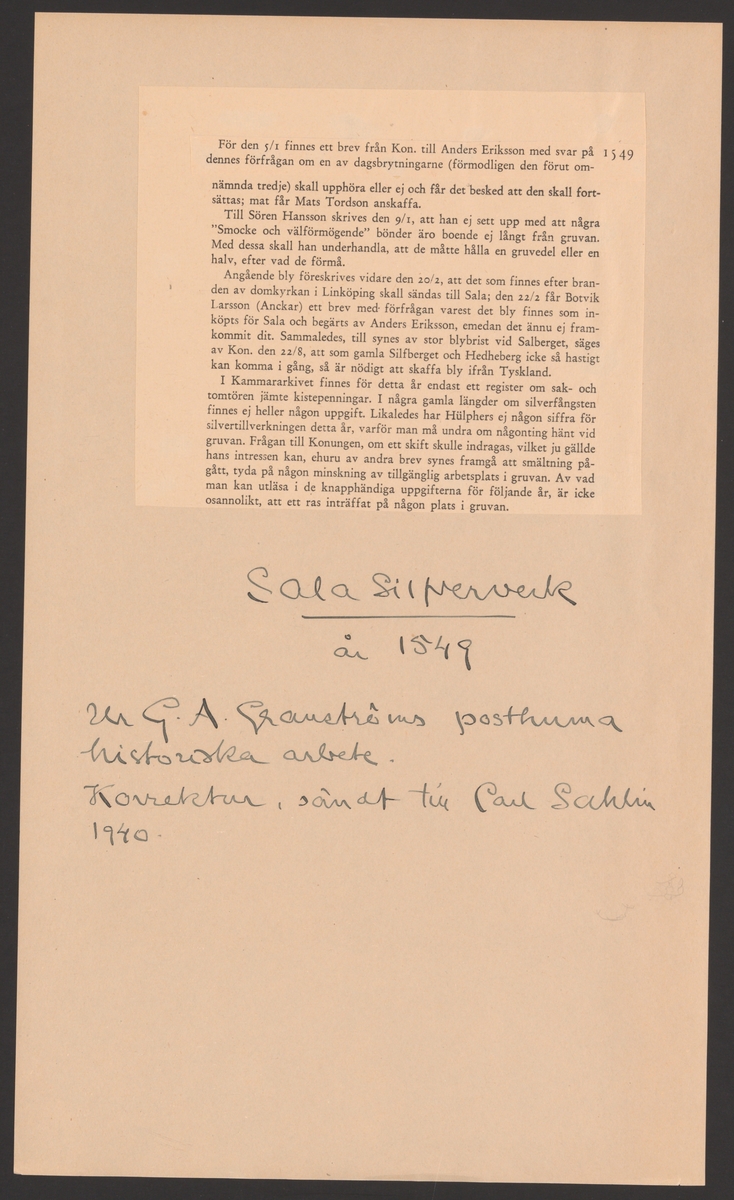 För den 5/1 finnes ett brev från Kon. till Anders Eriksson med svar på 1549
dennes förfrågan om en av dagsbrytningarne (förmodligen den förut om-
nämnda tredje) skall upphöra eller ej och får det besked att den skall fort-
sättas; mat får Mats Tordson anskaffa.
Till Sören Hansson skrives den 9/1, att han ej sett upp med att några
"Smocke och välförmögende" bönder äro boende ej långt från gruvan.
Med dessa skall han underhandla, att de måtte hålla en gruvedel eller en
halv, efter vad de förmå.
Angående bly föreskrives vidare den 20/2, att det som finnes efter bran-
den av domkyrkan i Linköping skall sändas till Sala; den 22/2 får Botvik
Larsson (Anckar) ett brev med förfrågan varest det bly finnes som in-
köpts för Sala och begärts av Anders Eriksson, emedan det ännu ej fram-
kommit dit. Sammaledes, till synes av stor blybrist vid Salberget, säges
av Kon. den 22/8, att som gamla Silfberget och Hedheberg icke så hastigt
kan komma i gång, så är nödigt att skaffa bly ifrån Tyskland.
I Kammararkivet finnes för detta år endast ett register om sak- och
tomtören jämte kistepenningar. I några gamla längder om silverfångsten
finnes ej heller någon uppgift. Likaledes har Hülphers ej någon siffra för
silvertillverkningen detta år, varför man må undra om någonting hänt vid
gruvan. Frågan till Konungen, om ett skift skulle indragas, vilket ju gällde
hans intressen kan, ehuru av andra brev synes framgå att smältning på-
gått, tyda på någon minskning av tillgänglig arbetsplats i gruvan. Av vad
man kan utläsa i de knapphändiga uppgifterna för följande år, är icke
osannolikt, att ett ras inträffat på någon plats i gruvan.
Sala Silfververk
år 1549
Ur G. A. Granströms posthuma
historiska arbete.
Korrektur, sändt till Carl Sahlin
1940.